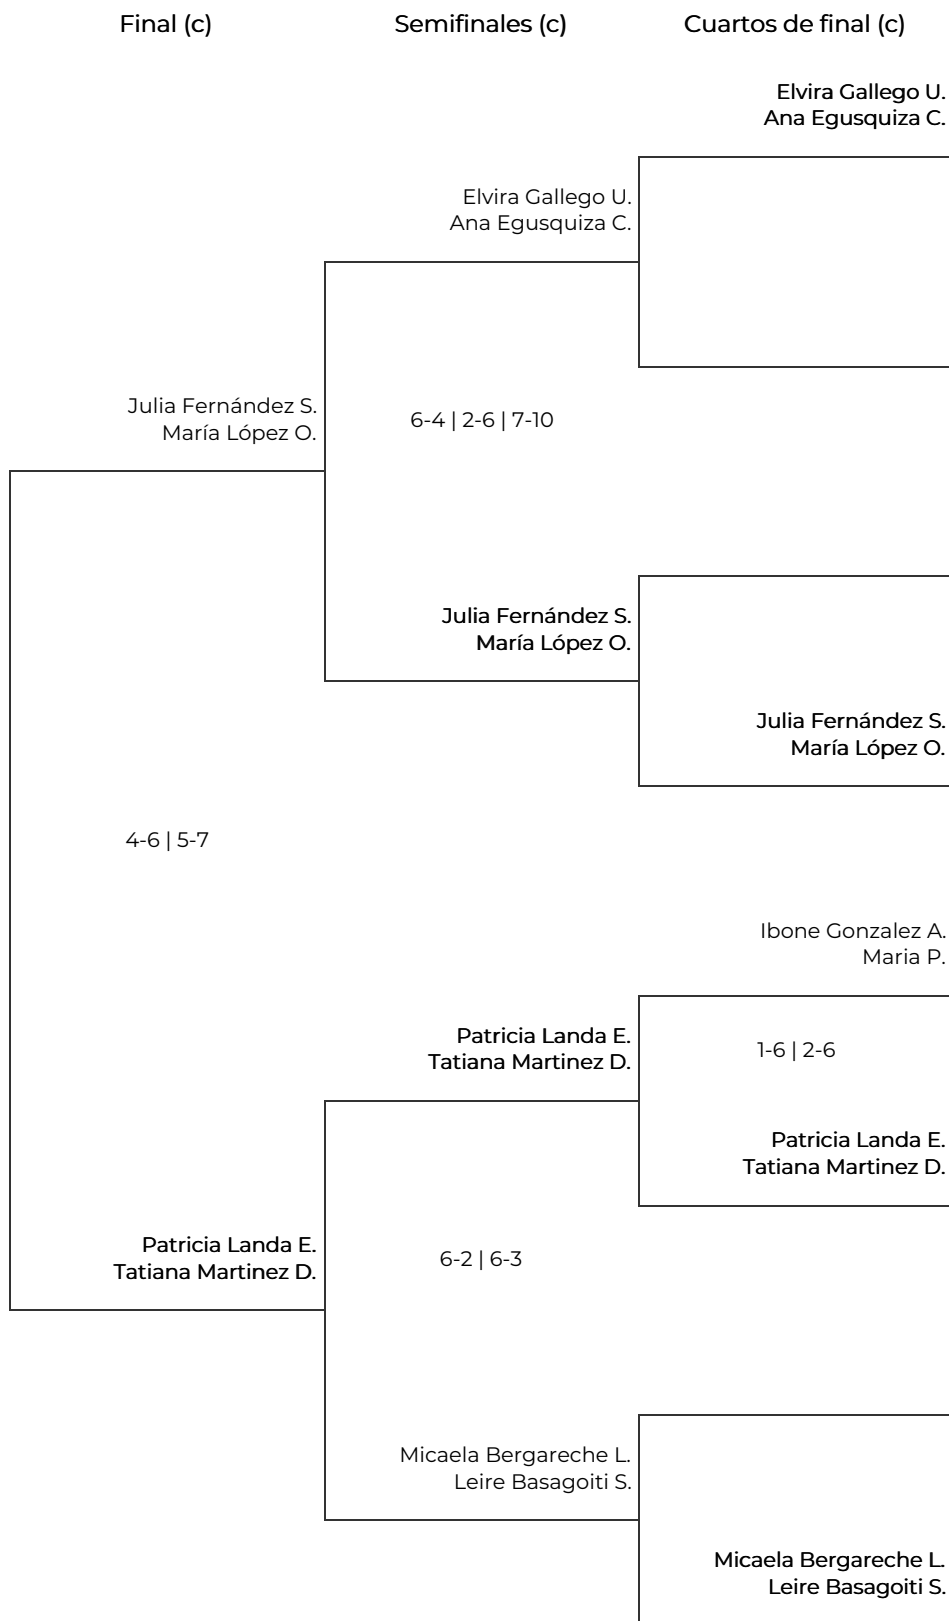 Final (c)
Semifinales (c)
Cuartos de final (c)
Elvira Gallego U.
Ana Egusquiza C.
Elvira Gallego U.
Ana Egusquiza C.
Julia Fernández S.
María López O.
6-4 | 2-6 | 7-10
Julia Fernández S.
María López O.
Julia Fernández S.
María López O.
4-6 | 5-7
Ibone Gonzalez A.
Maria P.
Patricia Landa E.
Tatiana Martinez D.
1-6 | 2-6
Patricia Landa E.
Tatiana Martinez D.
Patricia Landa E.
Tatiana Martinez D.
6-2 | 6-3
Micaela Bergareche L.
Leire Basagoiti S.
Micaela Bergareche L.
Leire Basagoiti S.